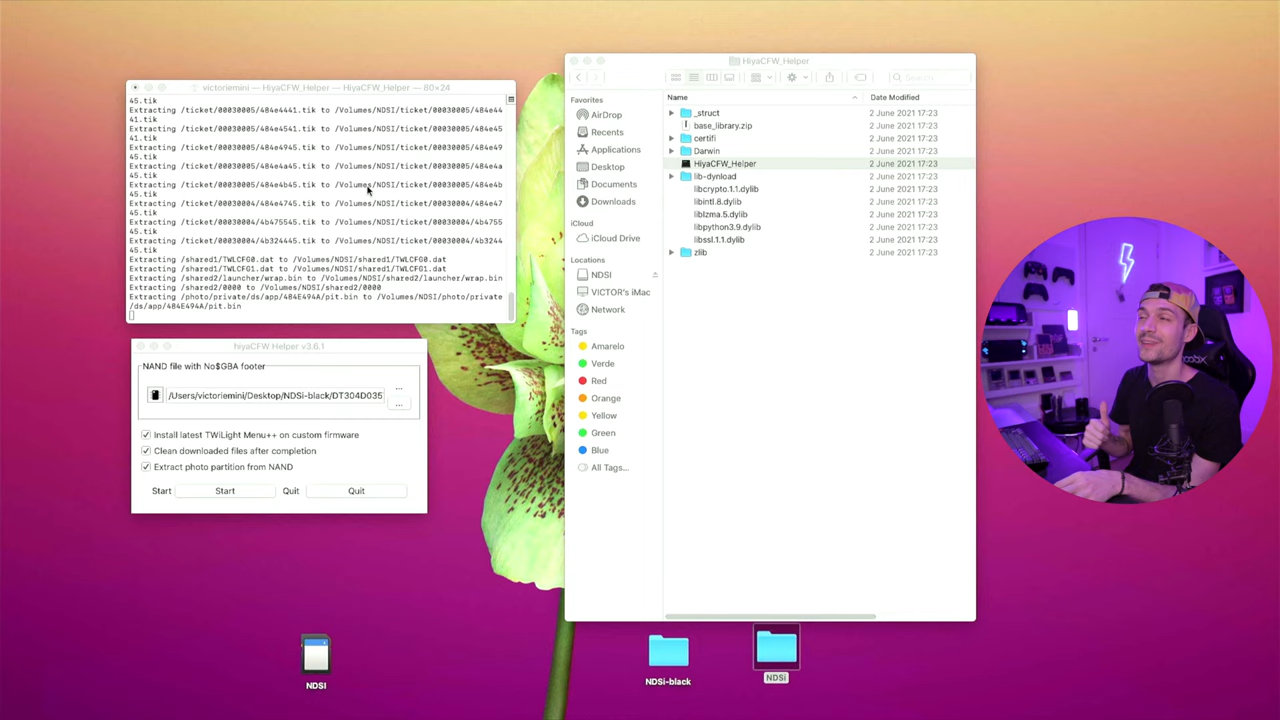 victoriemini — HiyaCFW_Helper — HiyaCFW_Helper — 80×24
45.tik
Extracting /ticket/00030005/484e4441.tik to /Volumes/NDSI/ticket/00030005/484e44
41.tik
Extracting /ticket/00030005/484e4541.tik to /Volumes/NDSI/ticket/00030005/484e45
41.tik
Extracting /ticket/00030005/484e4945.tik to /Volumes/NDSI/ticket/00030005/484e49
45.tik
Extracting /ticket/00030005/484e4a45.tik to /Volumes/NDSI/ticket/00030005/484e4a
45.tik
Extracting /ticket/00030005/484e4b45.tik to /Volumes/NDSI/ticket/00030005/484e4b
45.tik
Extracting /ticket/00030005/484e4745.tik to /Volumes/NDSI/ticket/00030005/484e47
45.tik
Extracting /ticket/00030004/4b475545.tik to /Volumes/NDSI/ticket/00030004/4b4755
45.tik
Extracting /ticket/00030004/4b324445.tik to /Volumes/NDSI/ticket/00030004/4b3244
45.tik
Extracting /shared1/TWLCFG0.dat to /Volumes/NDSI/shared1/TWLCFG0.dat
Extracting /shared1/TWLCFG1.dat to /Volumes/NDSI/shared1/TWLCFG1.dat
Extracting /shared2/launcher/wrap.bin to /Volumes/NDSI/shared2/launcher/wrap.bin
Extracting /shared2/0000 to /Volumes/NDSI/shared2/0000
Extracting /photo/private/ds/app/484E494A/pit.bin to /Volumes/NDSI/photo/private
/ds/app/484E494A/pit.bin
hiyaCFW Helper v3.6.1
NAND file with No$GBA footer
/Users/victoriemini/Desktop/NDSi-black/DT304D035
...
...
Install latest TWiLight Menu++ on custom firmware
Clean downloaded files after completion
Extract photo partition from NAND
Start Start Quit Quit
HiyaCFW_Helper
Search
Favorites
AirDrop
Recents
Applications
Desktop
Documents
Downloads
iCloud
iCloud Drive
Locations
NDSI
VICTOR's iMac
Network
Tags
Amarelo
Verde
Red
Orange
Yellow
Green
Blue
All Tags...
Name Date Modified
_struct 2 June 2021 17:23
base_library.zip 2 June 2021 17:23
certifi 2 June 2021 17:23
Darwin 2 June 2021 17:23
HiyaCFW_Helper 2 June 2021 17:23
lib-dynload 2 June 2021 17:23
libcrypto.1.1.dylib 2 June 2021 17:23
libintl.8.dylib 2 June 2021 17:23
liblzma.5.dylib 2 June 2021 17:23
libpython3.9.dylib 2 June 2021 17:23
libssl.1.1.dylib 2 June 2021 17:23
zlib 2 June 2021 17:23
NDSI
NDSi-black
NDSi